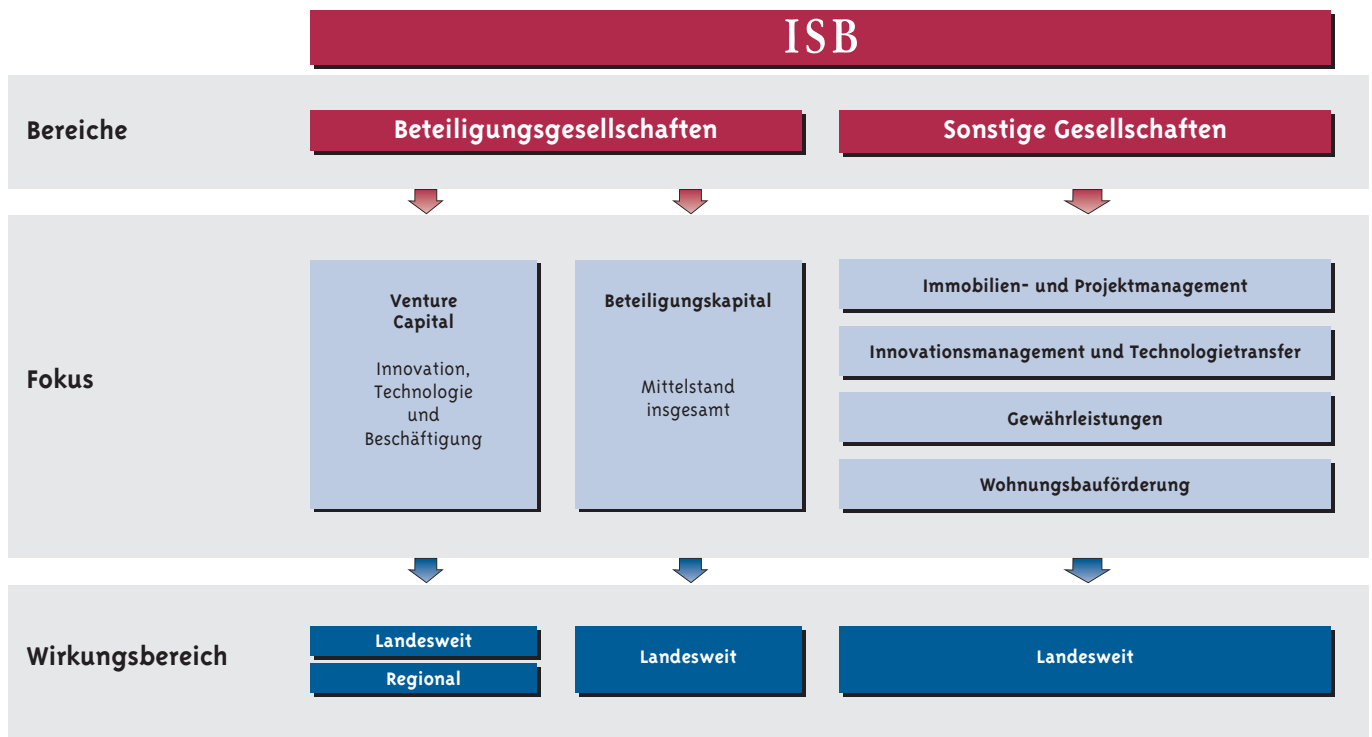 ISB
Bereiche
Beteiligungsgesellschaften
Sonstige Gesellschaften
Fokus
Venture
Capital
Innovation,
Technologie
und
Beschäftigung
Beteiligungskapital
Mittelstand
insgesamt
Immobilien- und Projektmanagement
Innovationsmanagement und Technologietransfer
Gewährleistungen
Wohnungsbauförderung
Wirkungsbereich
Landesweit
Regional
Landesweit
Landesweit